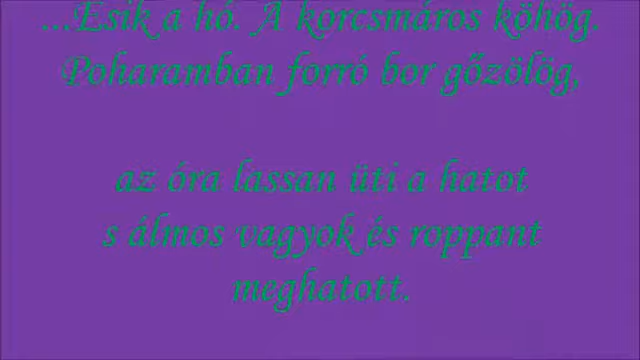 ...Esik a hó. A korcsmáros köhög.
Poharamban forró bor gőzölög,
az óra lassan üti a hatot
s álmos vagyok és roppant
meghatott.